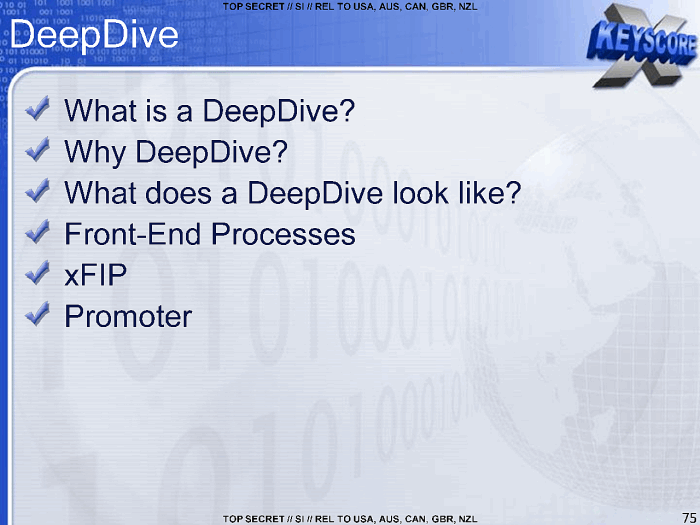 TOP SECRET // SI // REL TO USA, AUS, CAN, GBR, NZL
DeepDive
X
KEYSCORE
What is a DeepDive?
Why DeepDive?
What does a DeepDive look like?
Front-End Processes
xFIP
Promoter
TOP SECRET // SI // REL TO USA, AUS, CAN, GBR, NZL
75